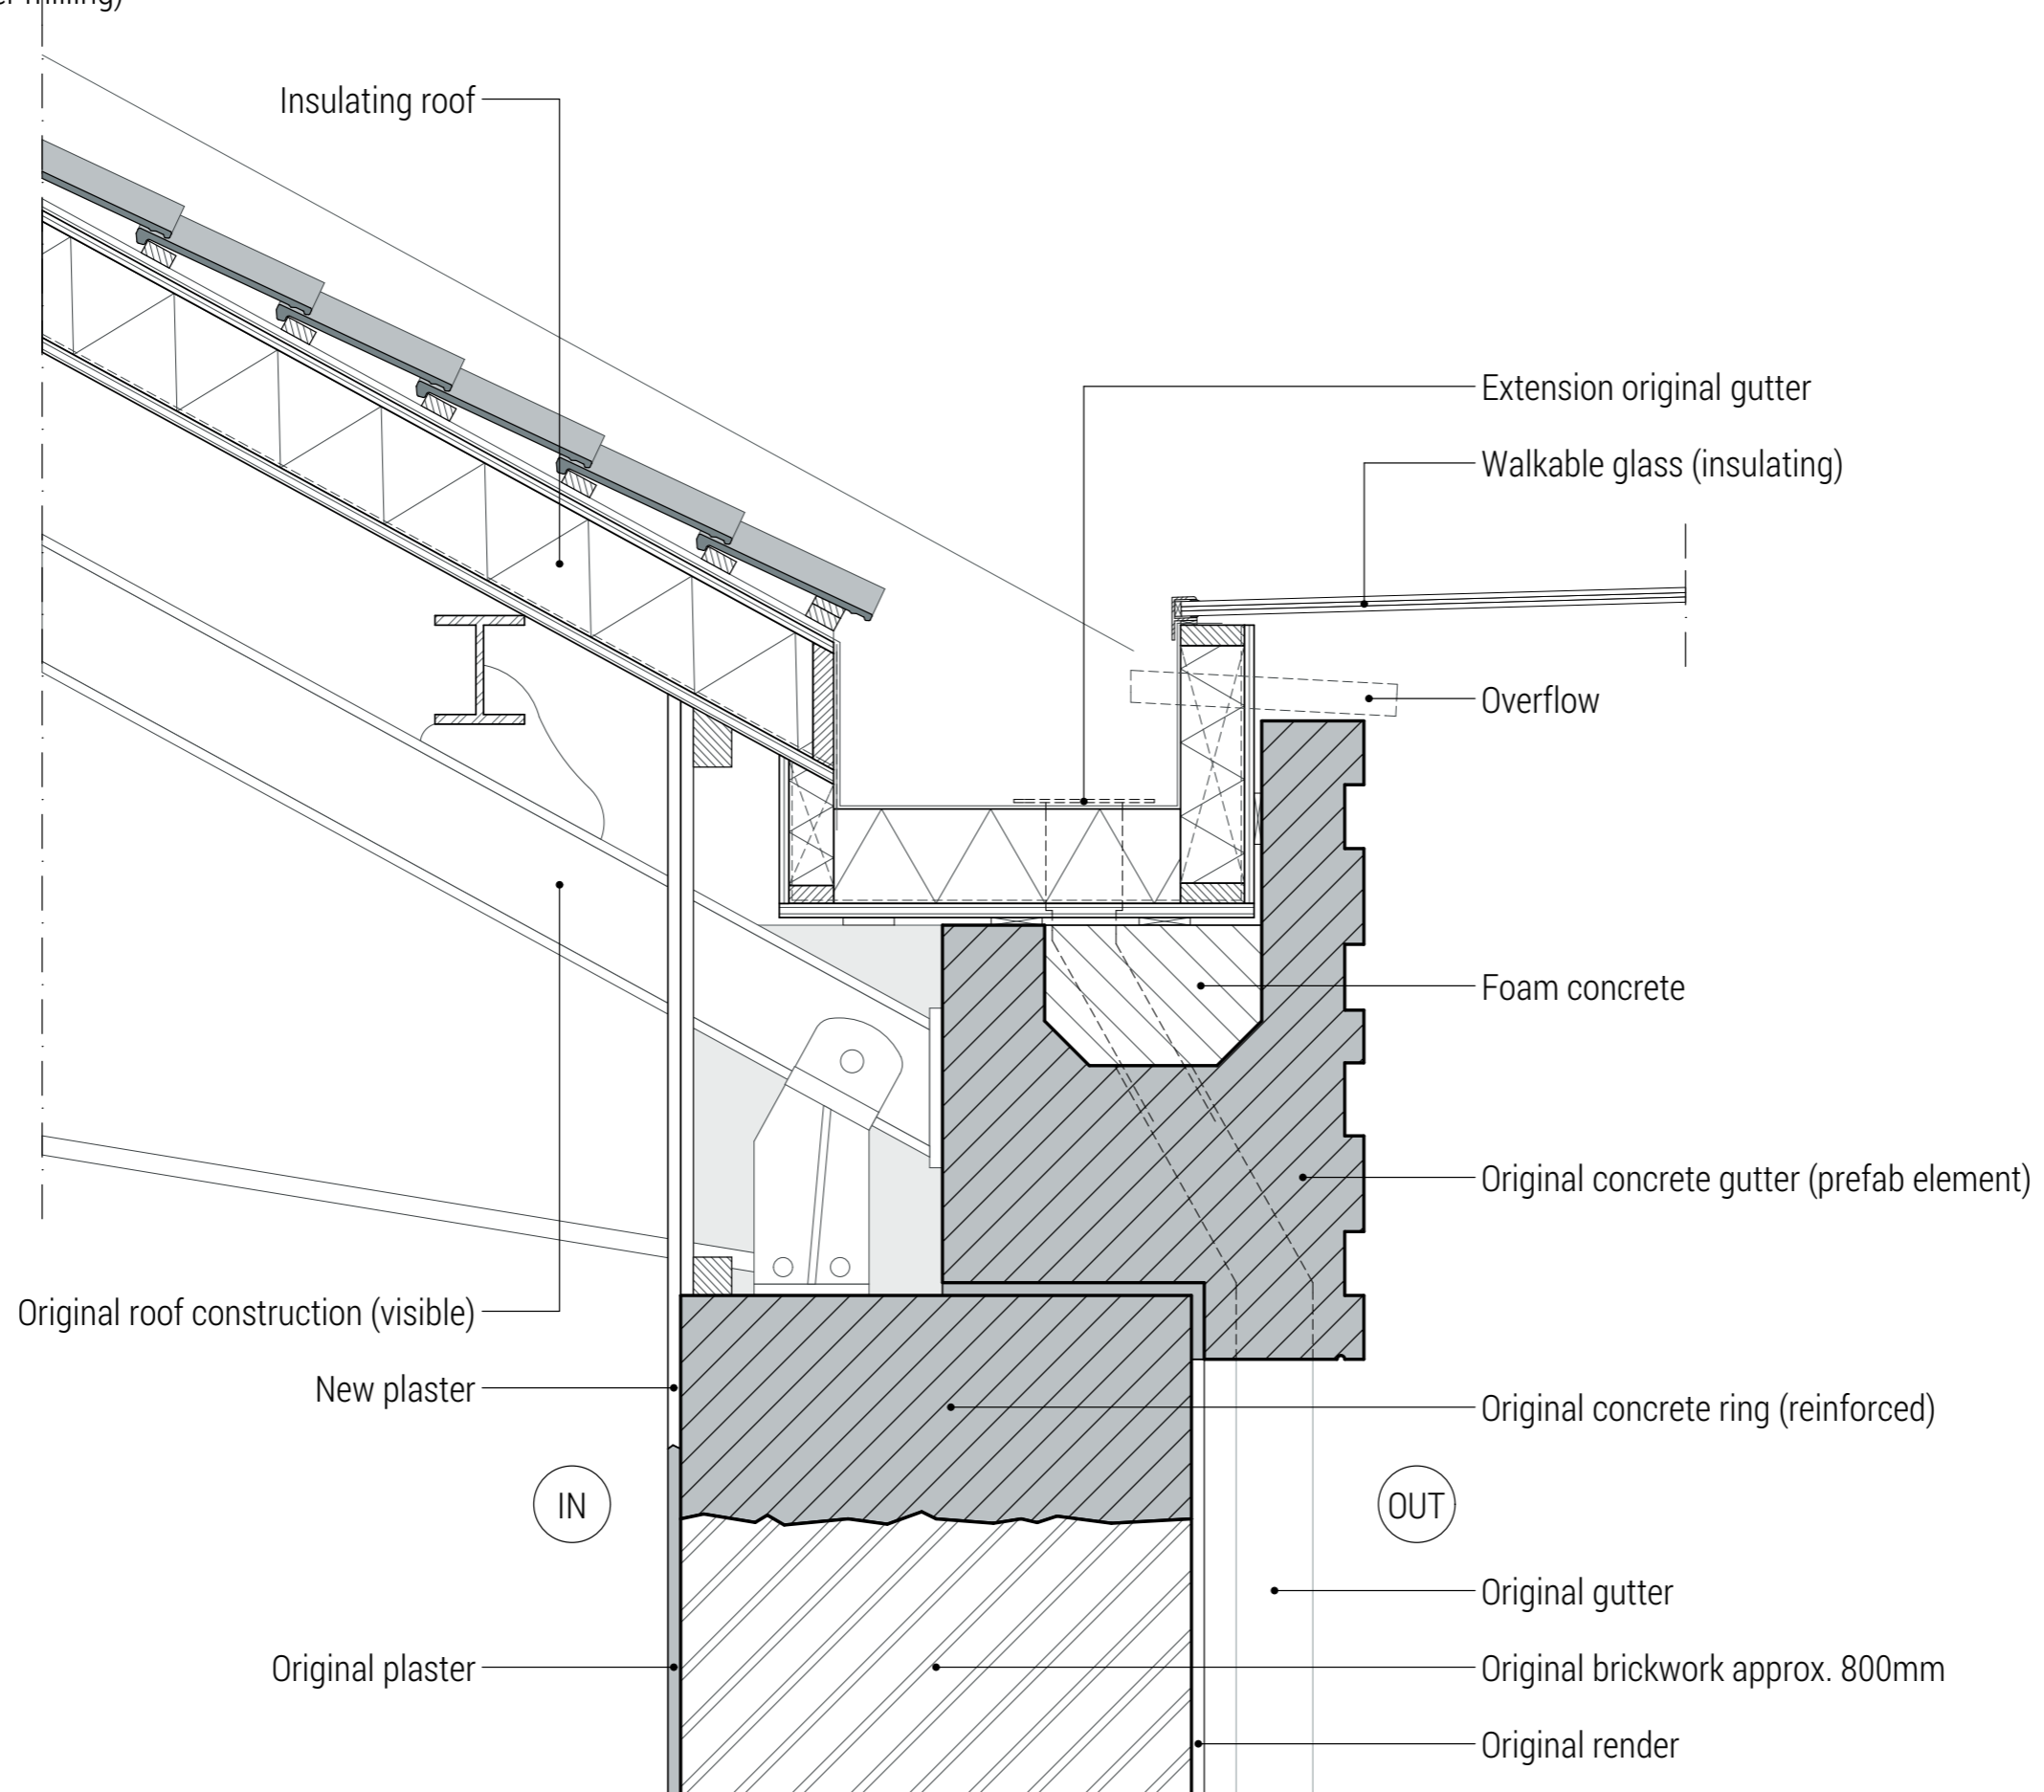 Insulating roof
Extension original gutter
Walkable glass (insulating)
Overflow
Foam concrete
Original concrete gutter (prefab element)
Original roof construction (visible)
New plaster
Original concrete ring (reinforced)
IN
OUT
Original gutter
Original plaster
Original brickwork approx. 800mm
Original render